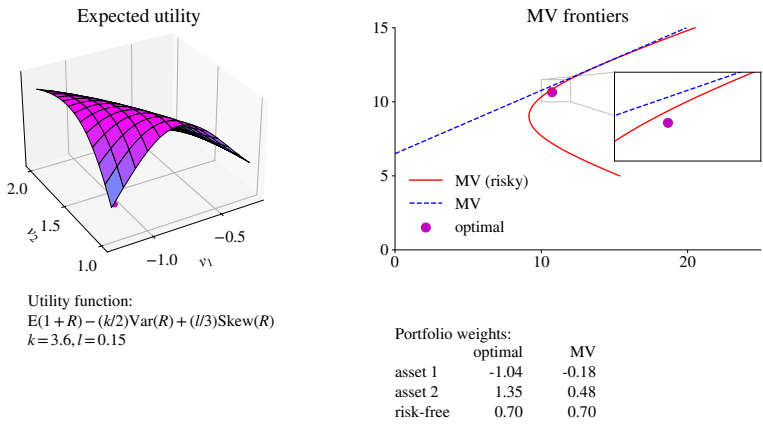 Expected utility
2.0
1.5
1.0
ν2
−1.0
−0.5
ν1
Utility function:
E(1 + R) − (k/2)Var(R) + (l/3)Skew(R)
k = 3.6, l = 0.15
MV frontiers
15
10
5
0
0
10
20
MV (risky)
MV
optimal
Portfolio weights:
optimal MV
asset 1 -1.04 -0.18
asset 2 1.35 0.48
risk-free 0.70 0.70